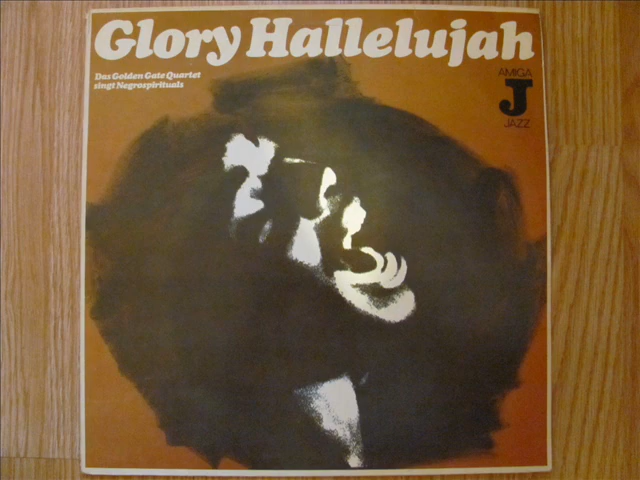 Glory Hallelujah
Das Golden Gate Quartet
singt Negrospirituals
AMIGA
J
JAZZ